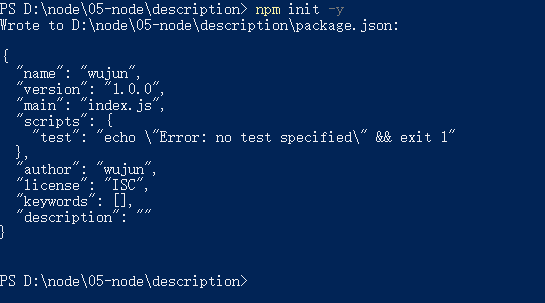 PS D:\node\05-node\description> npm init -y
Wrote to D:\node\05-node\description\package.json:
{
  "name": "wujun",
  "version": "1.0.0",
  "main": "index.js",
  "scripts": {
    "test": "echo \"Error: no test specified\" && exit 1"
  },
  "author": "wujun",
  "license": "ISC",
  "keywords": [],
  "description": ""
}
PS D:\node\05-node\description>